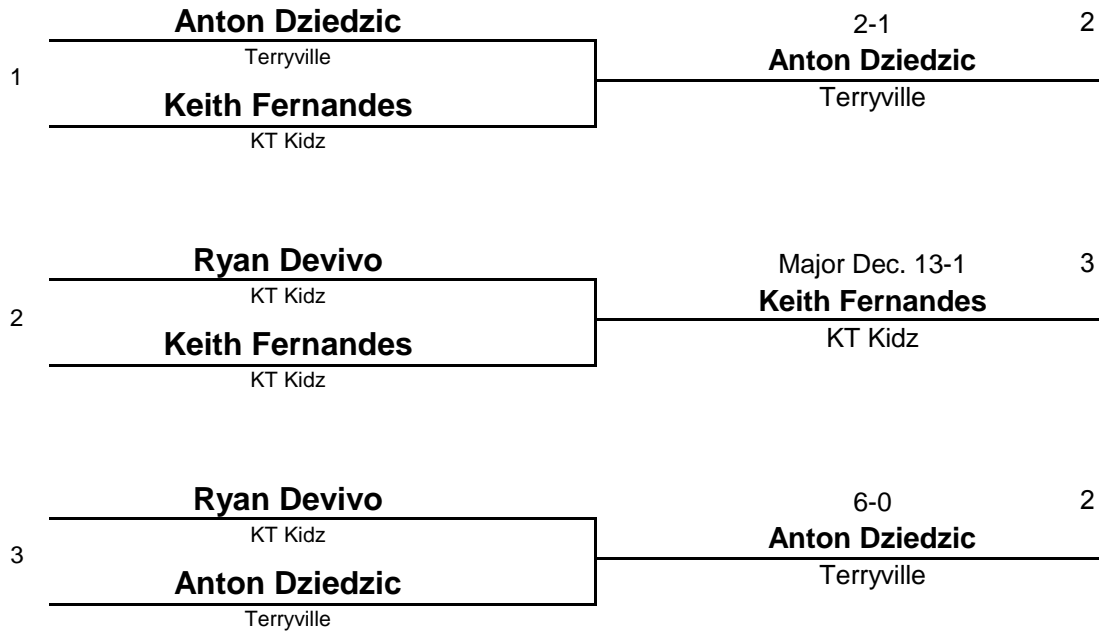 Anton Dziedzic
2-1 2
Terryville
Anton Dziedzic
1
Keith Fernandes
Terryville
KT Kidz
Ryan Devivo
Major Dec. 13-1 3
KT Kidz
Keith Fernandes
2
Keith Fernandes
KT Kidz
KT Kidz
Ryan Devivo
6-0 2
KT Kidz
Anton Dziedzic
3
Anton Dziedzic
Terryville
Terryville